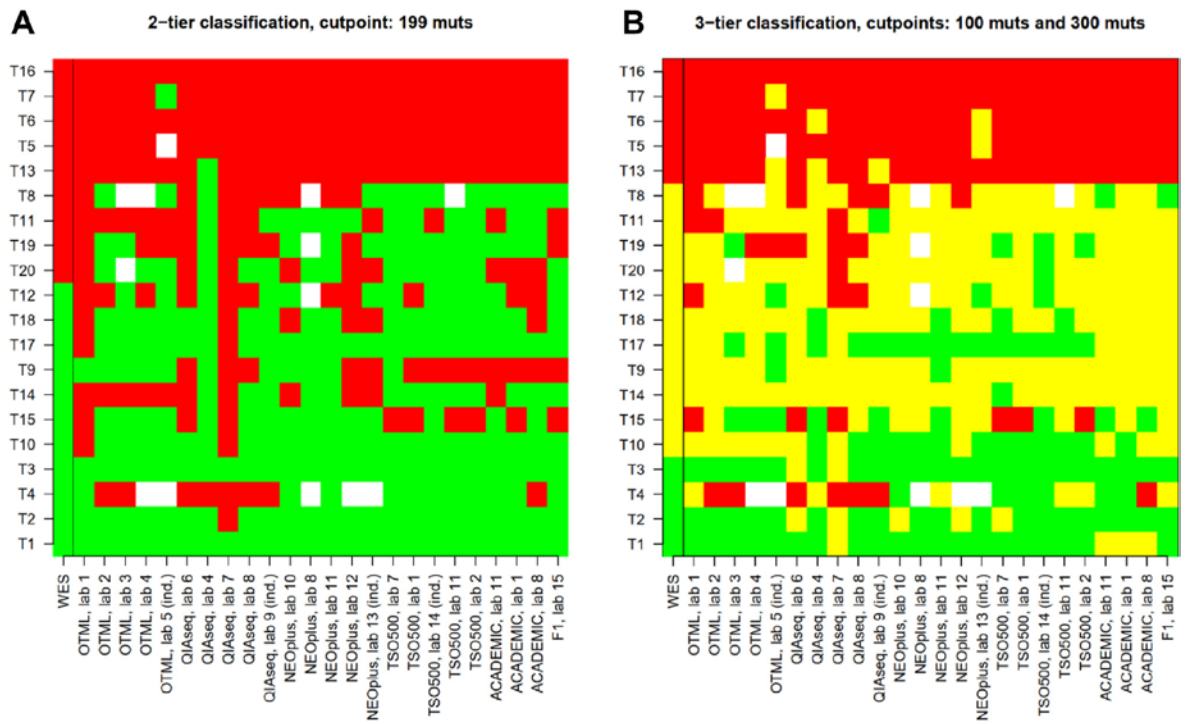 A
2−tier classification, cutpoint: 199 muts
T16
T7
T6
T5
T13
T8
T11
T19
T20
T12
T18
T17
T9
T14
T15
T10
T3
T4
T2
T1
WES
OTML, lab 1
OTML, lab 2
OTML, lab 3
OTML, lab 4
OTML, lab 5 (ind.)
QIAseq, lab 6
QIAseq, lab 4
QIAseq, lab 7
QIAseq, lab 8
QIAseq, lab 9 (ind.)
NEOplus, lab 10
NEOplus, lab 8
NEOplus, lab 11
NEOplus, lab 12
NEOplus, lab 13 (ind.)
TSO500, lab 7
TSO500, lab 1
TSO500, lab 14 (ind.)
TSO500, lab 11
TSO500, lab 2
ACADEMIC, lab 11
ACADEMIC, lab 1
ACADEMIC, lab 8
F1, lab 15
B
3−tier classification, cutpoints: 100 muts and 300 muts
T16
T7
T6
T5
T13
T8
T11
T19
T20
T12
T18
T17
T9
T14
T15
T10
T3
T4
T2
T1
WES
OTML, lab 1
OTML, lab 2
OTML, lab 3
OTML, lab 4
OTML, lab 5 (ind.)
QIAseq, lab 6
QIAseq, lab 4
QIAseq, lab 7
QIAseq, lab 8
QIAseq, lab 9 (ind.)
NEOplus, lab 10
NEOplus, lab 8
NEOplus, lab 11
NEOplus, lab 12
NEOplus, lab 13 (ind.)
TSO500, lab 7
TSO500, lab 1
TSO500, lab 14 (ind.)
TSO500, lab 11
TSO500, lab 2
ACADEMIC, lab 11
ACADEMIC, lab 1
ACADEMIC, lab 8
F1, lab 15